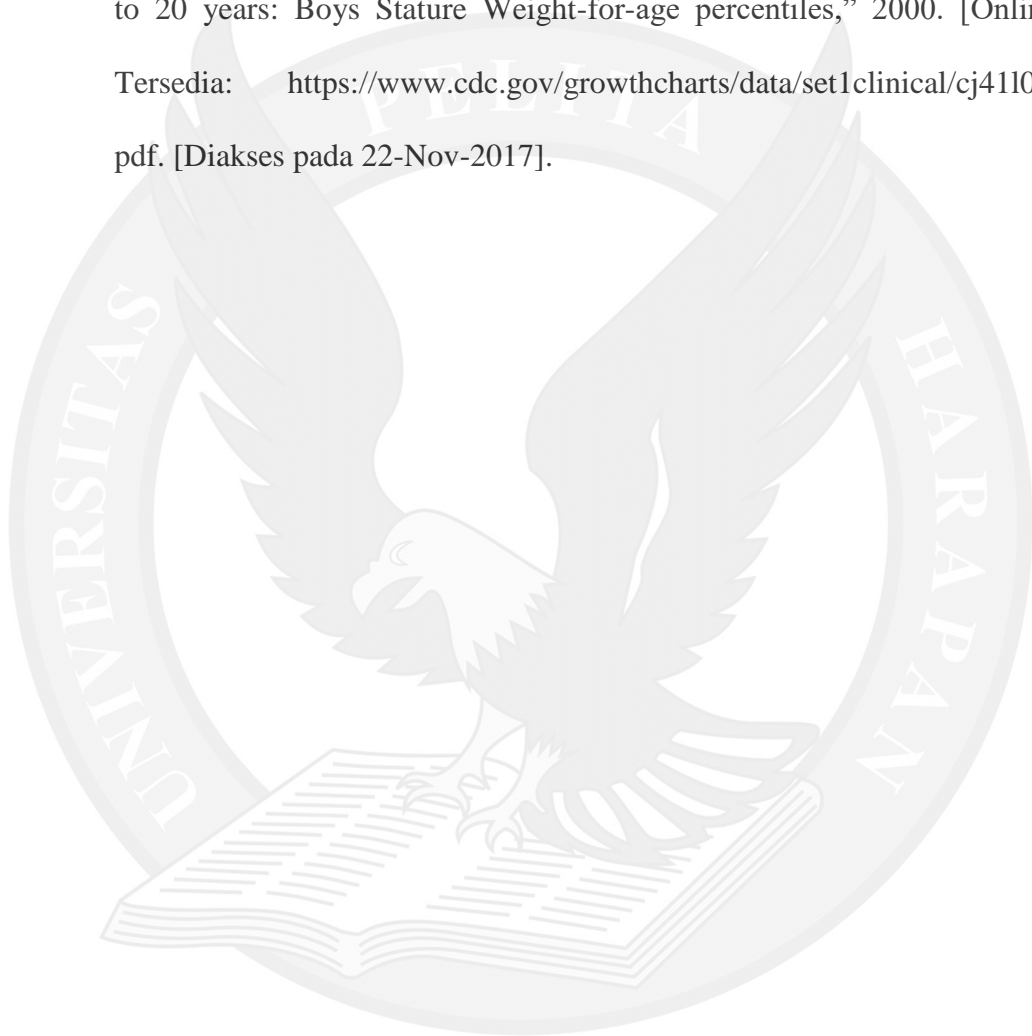 to 20 years: Boys Stature Weight-for-age percentiles,” 2000. [Onlin
Tersedia: https://www.cdc.gov/growthcharts/data/set1clinical/cj41l0
pdf. [Diakses pada 22-Nov-2017].
UNIVERSITAS PELITA HARAPAN